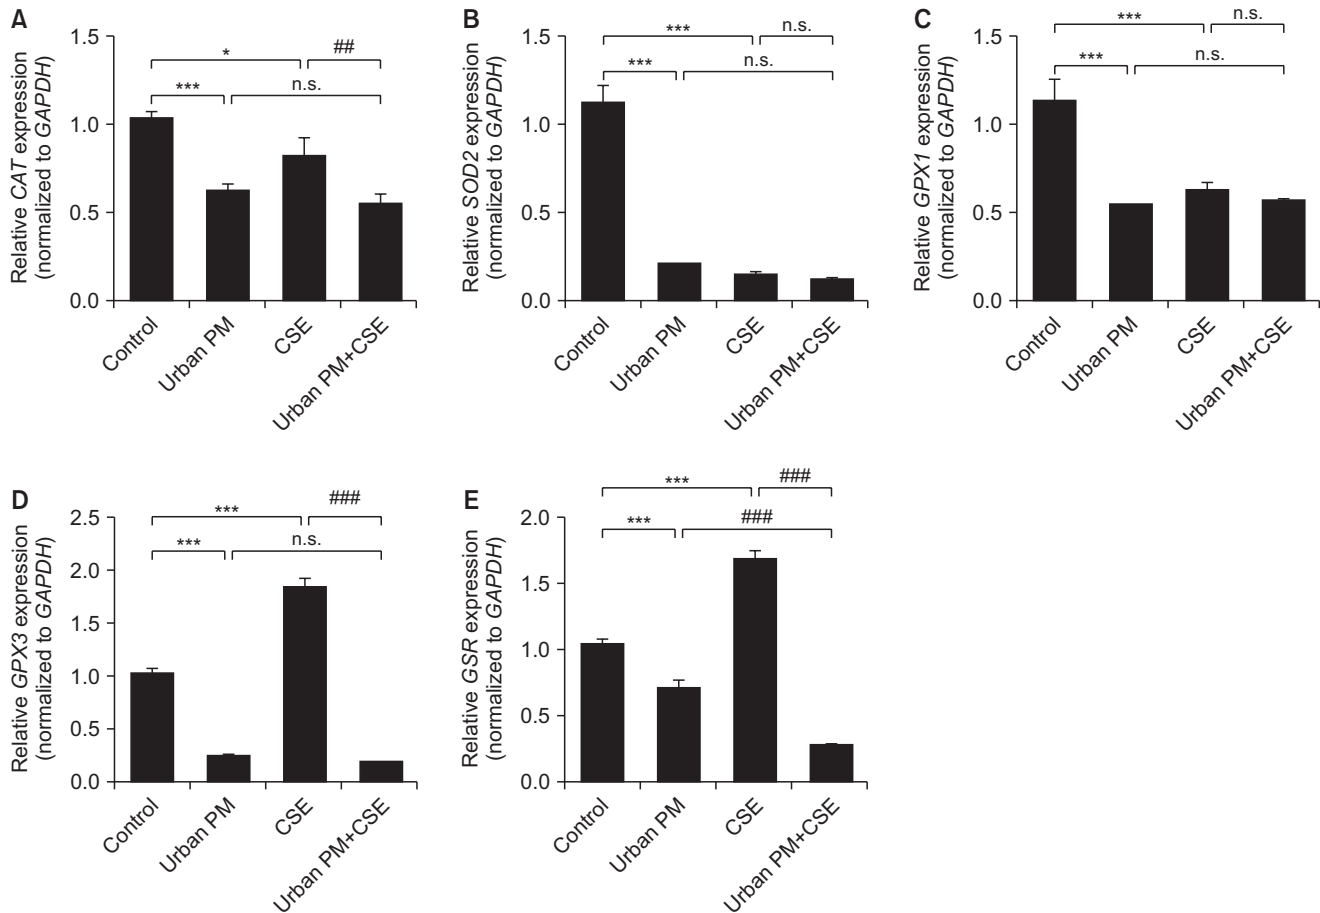 A
Relative CAT expression
(normalized to GAPDH)
1.5
1.0
0.5
0.0
*
##
***
n.s.
Control
Urban PM
CSE
Urban PM+CSE
B
Relative SOD2 expression
(normalized to GAPDH)
1.5
1.0
0.5
0.0
***
n.s.
***
n.s.
Control
Urban PM
CSE
Urban PM+CSE
C
Relative GPX1 expression
(normalized to GAPDH)
1.5
1.0
0.5
0.0
***
n.s.
***
n.s.
Control
Urban PM
CSE
Urban PM+CSE
D
Relative GPX3 expression
(normalized to GAPDH)
2.5
2.0
1.5
1.0
0.5
0.0
***
###
***
n.s.
Control
Urban PM
CSE
Urban PM+CSE
E
Relative GSR expression
(normalized to GAPDH)
2.0
1.5
1.0
0.5
0.0
***
###
***
###
Control
Urban PM
CSE
Urban PM+CSE